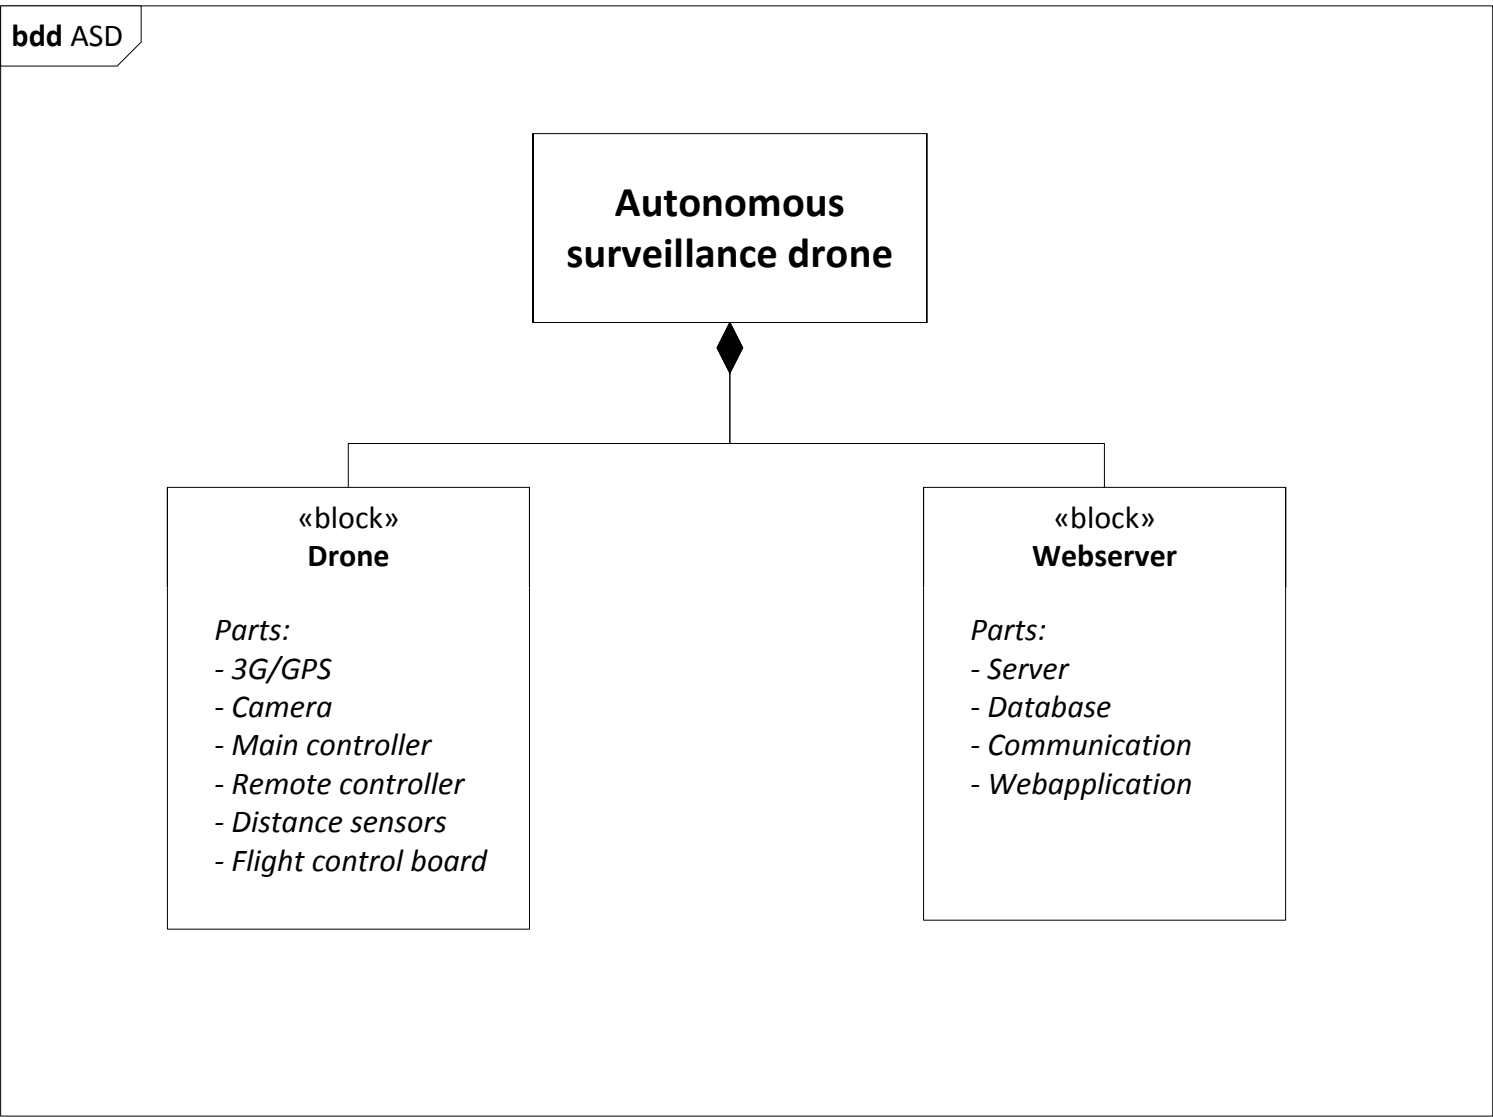 bdd ASD
Autonomous
surveillance drone
«block»
Drone
Parts:
- 3G/GPS
- Camera
- Main controller
- Remote controller
- Distance sensors
- Flight control board
«block»
Webserver
Parts:
- Server
- Database
- Communication
- Webapplication